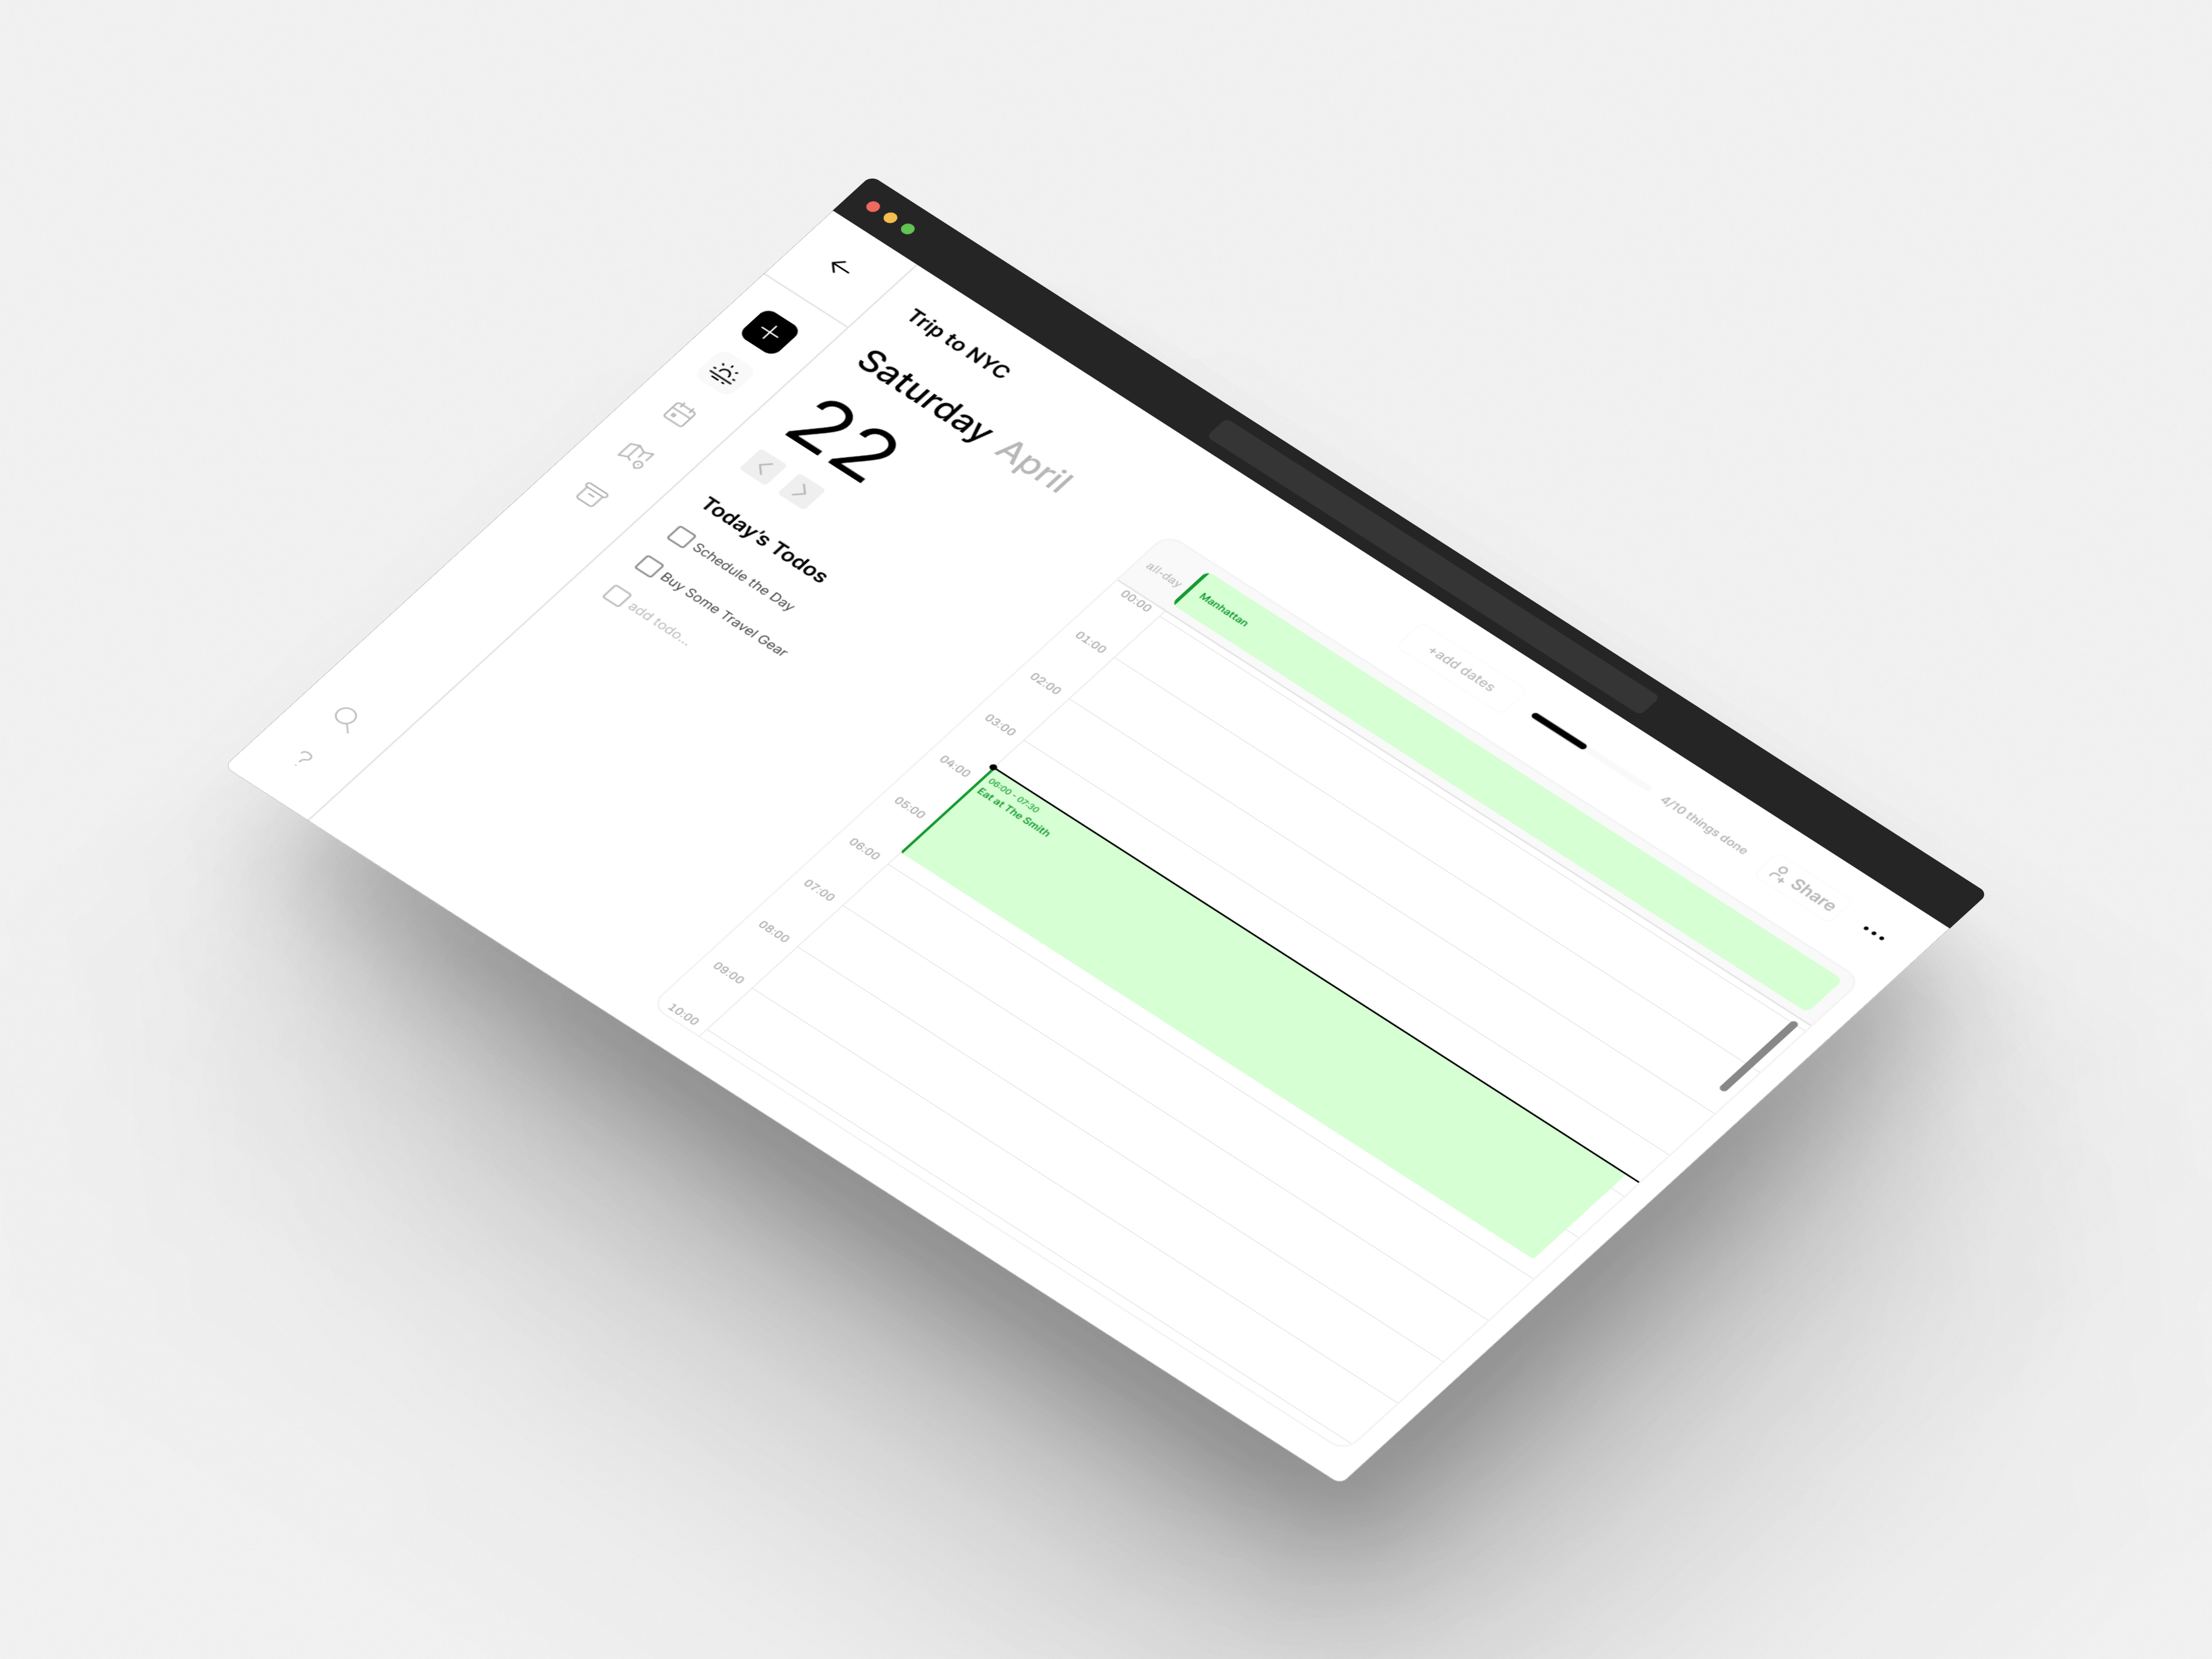 Trip to NYC
+add dates
4/10 things done
Share
Saturday April
22
Today's Todos
Schedule the Day
Buy Some Travel Gear
add todo...
all-day
Manhattan
00:00
01:00
02:00
03:00
04:00
06:00 - 07:30
Eat at The Smith
05:00
06:00
07:00
08:00
09:00
10:00
?